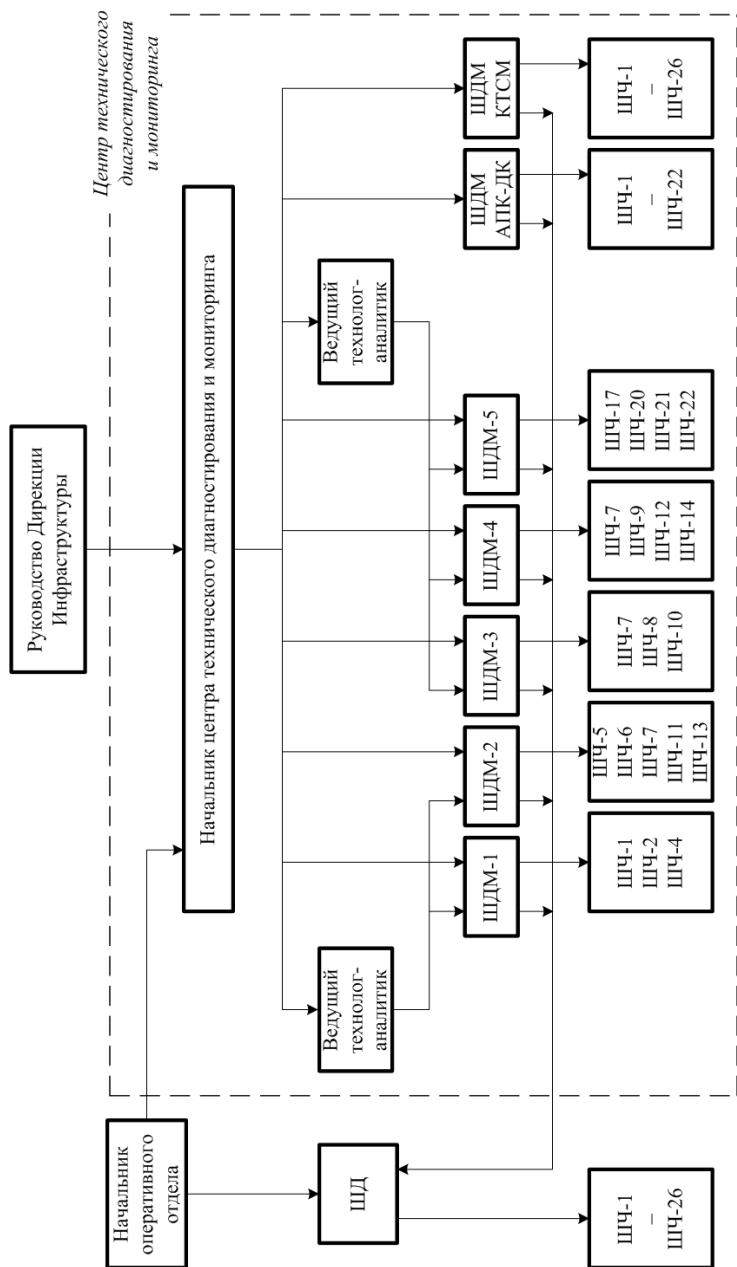 Руководство Дирекции
Инфраструктуры
Начальник
оперативного
отдела
Центр технического
диагностирования
и мониторинга
Начальник центра технического диагностирования и мониторинга
ШД
Ведущий
технолог-
аналитик
Ведущий
технолог-
аналитик
ШДМ-1
ШДМ-2
ШДМ-3
ШДМ-4
ШДМ-5
ШДМ
АПК-ДК
ШДМ
КТСМ
ШЧ-1
–
ШЧ-26
ШЧ-1
ШЧ-2
ШЧ-4
ШЧ-5
ШЧ-6
ШЧ-7
ШЧ-11
ШЧ-13
ШЧ-7
ШЧ-8
ШЧ-10
ШЧ-7
ШЧ-9
ШЧ-12
ШЧ-14
ШЧ-17
ШЧ-20
ШЧ-21
ШЧ-22
ШЧ-1
–
ШЧ-22
ШЧ-1
–
ШЧ-26